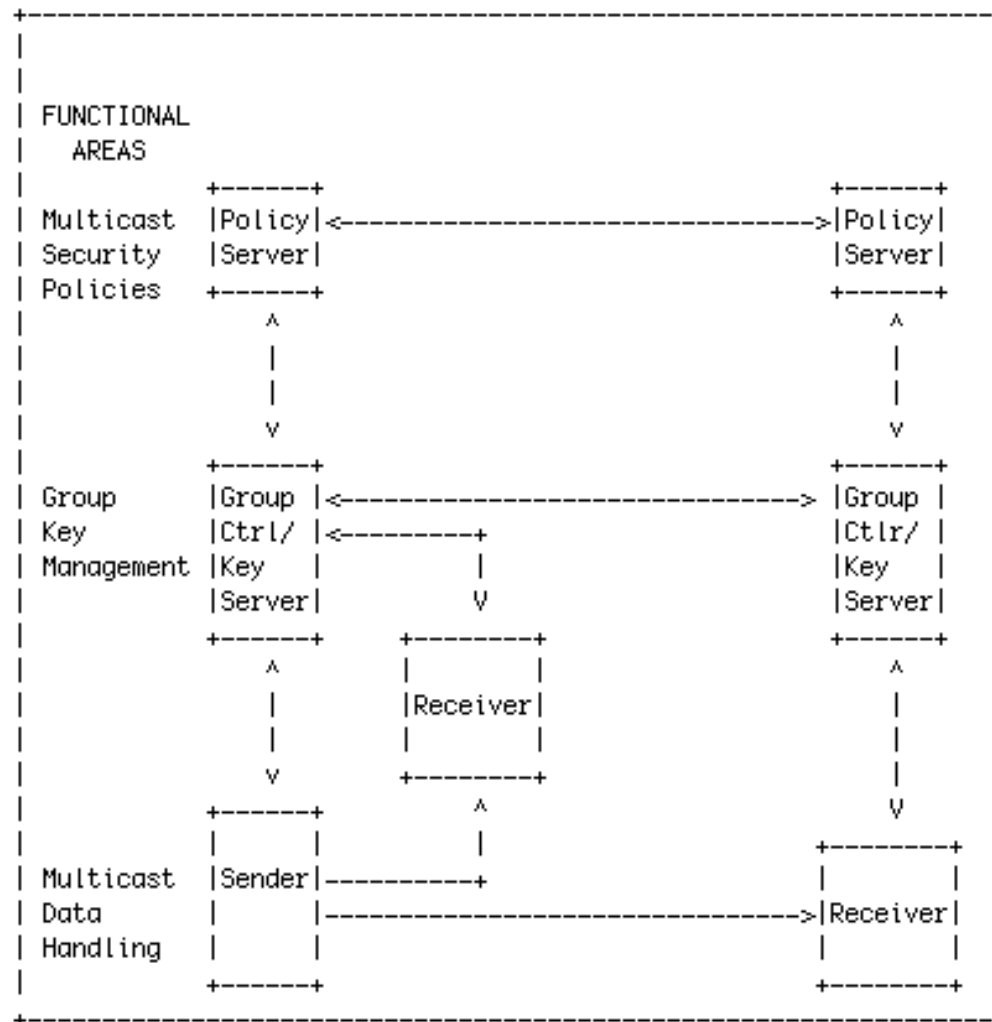 +-----------------------------------------------------------------
|
|
| FUNCTIONAL
|   AREAS
|            +------+                                  +------+
| Multicast  |Policy|<-------------------------------->|Policy|
| Security   |Server|                                  |Server|
| Policies   +------+                                  +------+
|                ^                                         ^
|                |                                         |
|                |                                         |
|                v                                         v
|            +------+                                  +------+
| Group      |Group |<-------------------------------> |Group |
| Key        |Ctrl/ |<---------+                       |Ctlr/ |
| Management |Key   |          |                       |Key   |
|            |Server|          V                       |Server|
|            +------+     +--------+                   +------+
|                ^        |        |                       ^
|                |        |Receiver|                       |
|                |        |        |                       |
|                v        +--------+                       |
|            +------+          ^                           V
|            |      |          |                      +--------+
| Multicast  |Sender|----------+                      |        |
| Data       |      |-------------------------------->|Receiver|
| Handling   |      |                                 |        |
|            +------+                                 +--------+
+-----------------------------------------------------------------